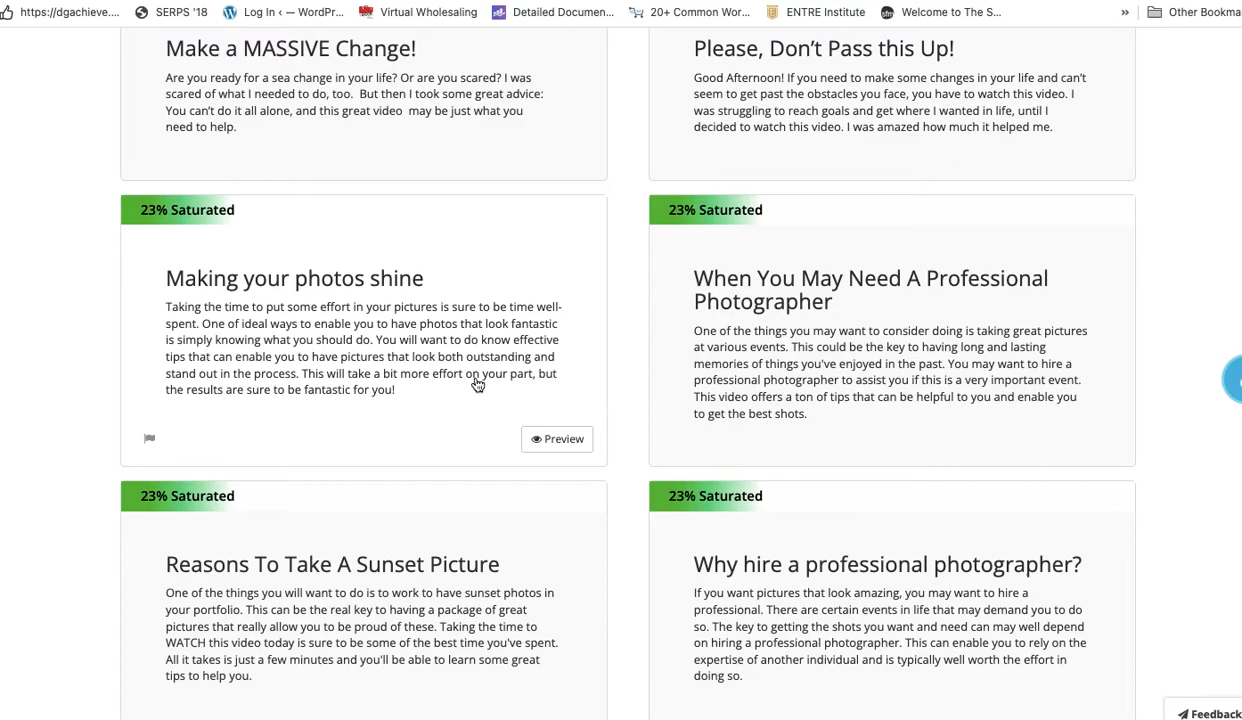 https://dgachieve....
SERPS '18
Log In ‹ — WordPr...
Virtual Wholesaling
Detailed Documen...
20+ Common Wor...
ENTRE Institute
Welcome to The S...
»
Other Bookma
Make a MASSIVE Change!
Are you ready for a sea change in your life? Or are you scared? I was
scared of what I needed to do, too. But then I took some great advice:
You can't do it all alone, and this great video may be just what you
need to help.
Please, Don't Pass this Up!
Good Afternoon! If you need to make some changes in your life and can't
seem to get past the obstacles you face, you have to watch this video. I
was struggling to reach goals and get where I wanted in life, until I
decided to watch this video. I was amazed how much it helped me.
23% Saturated
Making your photos shine
Taking the time to put some effort in your pictures is sure to be time well-
spent. One of ideal ways to enable you to have photos that look fantastic
is simply knowing what you should do. You will want to do know effective
tips that can enable you to have pictures that look both outstanding and
stand out in the process. This will take a bit more effort on your part, but
the results are sure to be fantastic for you!
Preview
23% Saturated
When You May Need A Professional
Photographer
One of the things you may want to consider doing is taking great pictures
at various events. This could be the key to having long and lasting
memories of things you've enjoyed in the past. You may want to hire a
professional photographer to assist you if this is a very important event.
This video offers a ton of tips that can be helpful to you and enable you
to get the best shots.
23% Saturated
Reasons To Take A Sunset Picture
One of the things you will want to do is to work to have sunset photos in
your portfolio. This can be the real key to having a package of great
pictures that really allow you to be proud of these. Taking the time to
WATCH this video today is sure to be some of the best time you've spent.
All it takes is just a few minutes and you'll be able to learn some great
tips to help you.
23% Saturated
Why hire a professional photographer?
If you want pictures that look amazing, you may want to hire a
professional. There are certain events in life that may demand you to do
so. The key to getting the shots you want and need can may well depend
on hiring a professional photographer. This can enable you to rely on the
expertise of another individual and is typically well worth the effort in
doing so.
Feedback